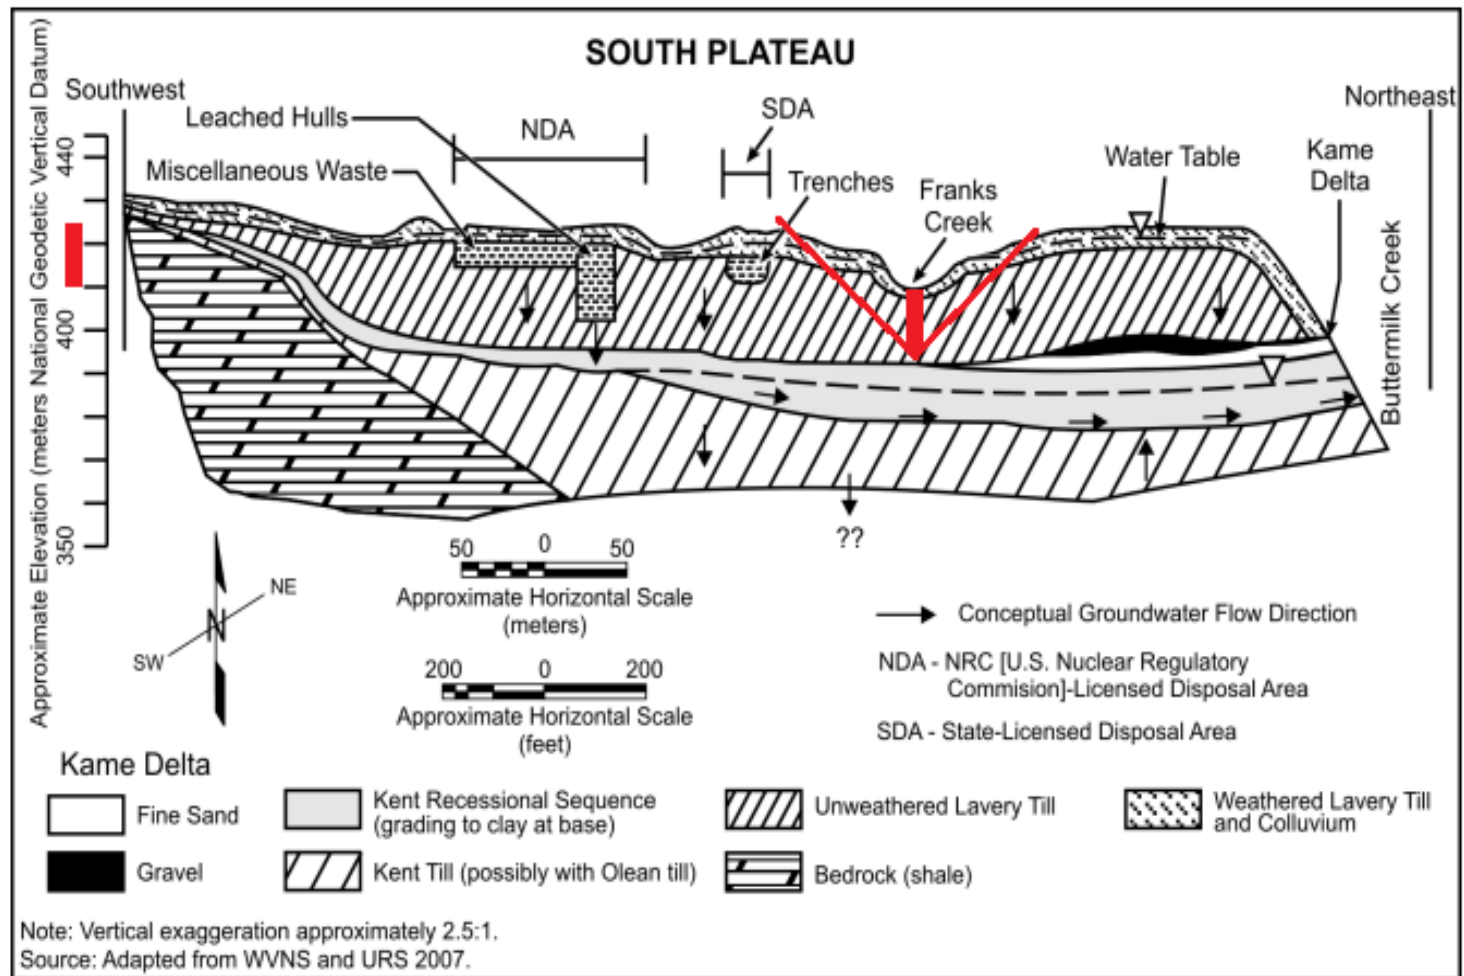 SOUTH PLATEAU
Approximate Elevation (meters National Geodetic Vertical Datum)
Southwest
Northeast
Leached Hulls
NDA
SDA
Miscellaneous Waste
Trenches
Franks
Creek
Water Table
Kame
Delta
Buttermilk Creek
440
400
350
??
50 0 50
Approximate Horizontal Scale
(meters)
200 0 200
Approximate Horizontal Scale
(feet)
NE
N
SW
Conceptual Groundwater Flow Direction
NDA - NRC [U.S. Nuclear Regulatory
Commision]-Licensed Disposal Area
SDA - State-Licensed Disposal Area
Kame Delta
Fine Sand
Gravel
Kent Recessional Sequence
(grading to clay at base)
Kent Till (possibly with Olean till)
Unweathered Lavery Till
Bedrock (shale)
Weathered Lavery Till
and Colluvium
Note: Vertical exaggeration approximately 2.5:1.
Source: Adapted from WVNS and URS 2007.